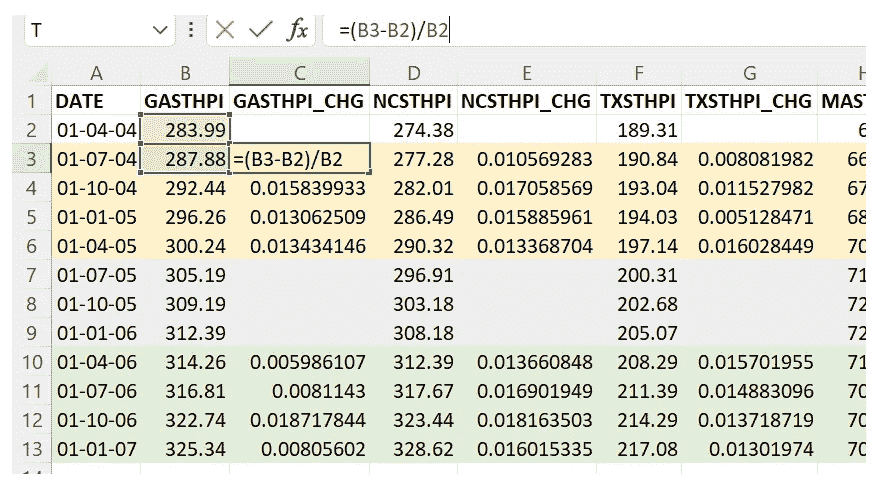 T fx =(B3-B2)/B2
A B C D E F G H
1 DATE GASTHPI GASTHPI_CHG NCSTHPI NCSTHPI_CHG TXSTHPI TXSTHPI_CHG MAS
2 01-04-04 283.99 274.38 189.31 6
3 01-07-04 287.88 =(B3-B2)/B2 277.28 0.010569283 190.84 0.008081982 66
4 01-10-04 292.44 0.015839933 282.01 0.017058569 193.04 0.011527982 67
5 01-01-05 296.26 0.013062509 286.49 0.015885961 194.03 0.005128471 68
6 01-04-05 300.24 0.013434146 290.32 0.013368704 197.14 0.016028449 70
7 01-07-05 305.19 296.91 200.31 71
8 01-10-05 309.19 303.18 202.68 72
9 01-01-06 312.39 308.18 205.07 72
10 01-04-06 314.26 0.005986107 312.39 0.013660848 208.29 0.015701955 71
11 01-07-06 316.81 0.0081143 317.67 0.016901949 211.39 0.014883096 70
12 01-10-06 322.74 0.018717844 323.44 0.018163503 214.29 0.013718719 70
13 01-01-07 325.34 0.00805602 328.62 0.016015335 217.08 0.01301974 70